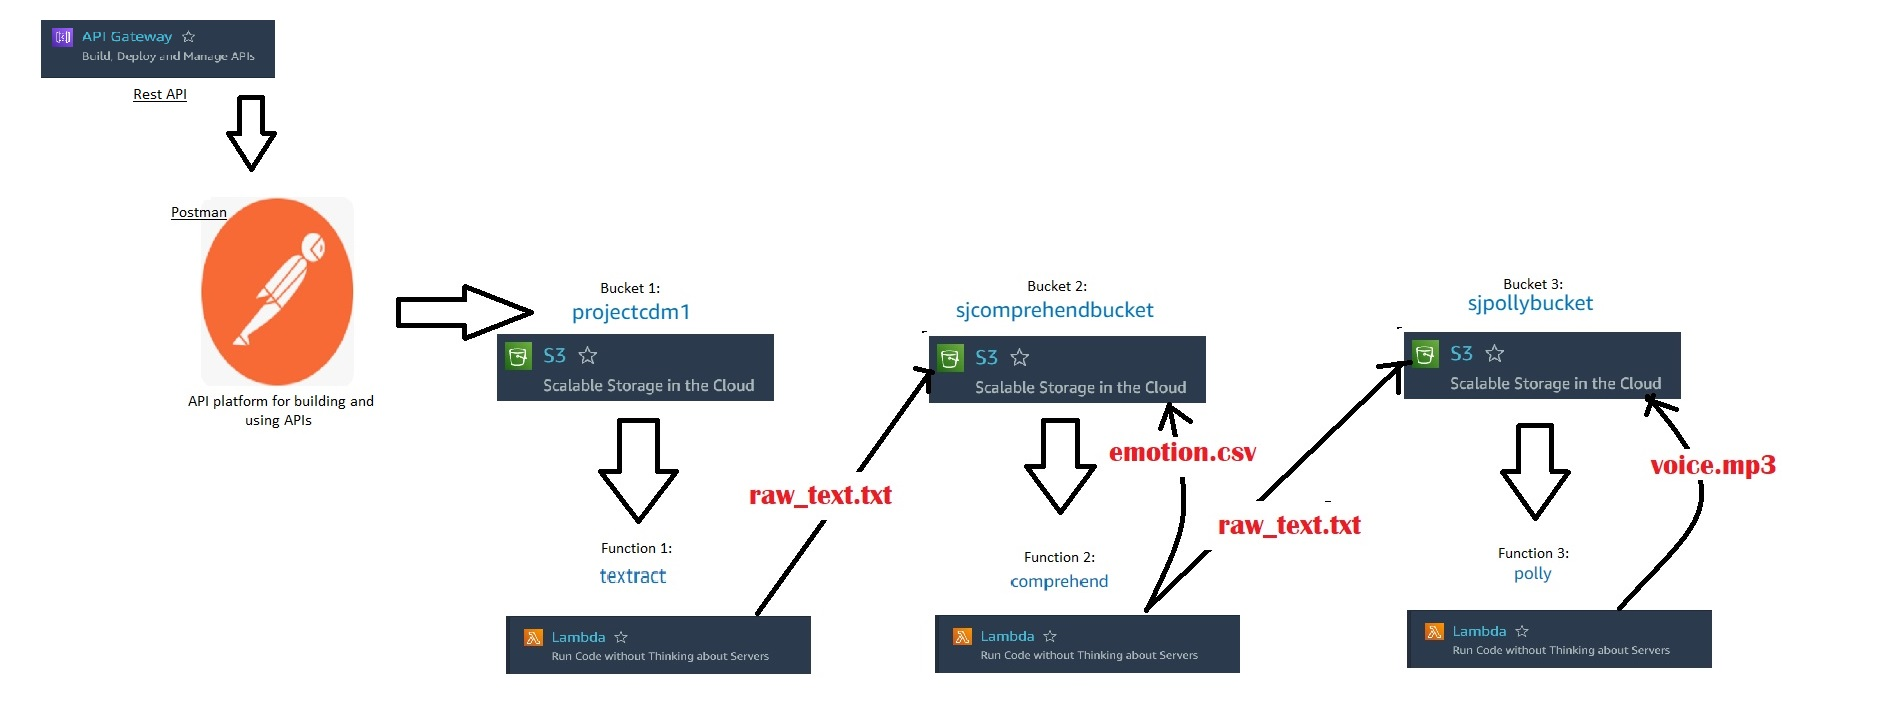 API Gateway
Build, Deploy and Manage APIs
Rest API
Postman
API platform for building and
using APIs
Bucket 1:
projectcdm1
S3
Scalable Storage in the Cloud
raw_text.txt
Function 1:
textract
Lambda
Run Code without Thinking about Servers
Bucket 2:
sjcomprehendbucket
S3
Scalable Storage in the Cloud
emotion.csv
raw_text.txt
Function 2:
comprehend
Lambda
Run Code without Thinking about Servers
Bucket 3:
sjpollybucket
S3
Scalable Storage in the Cloud
voice.mp3
Function 3:
polly
Lambda
Run Code without Thinking about Servers